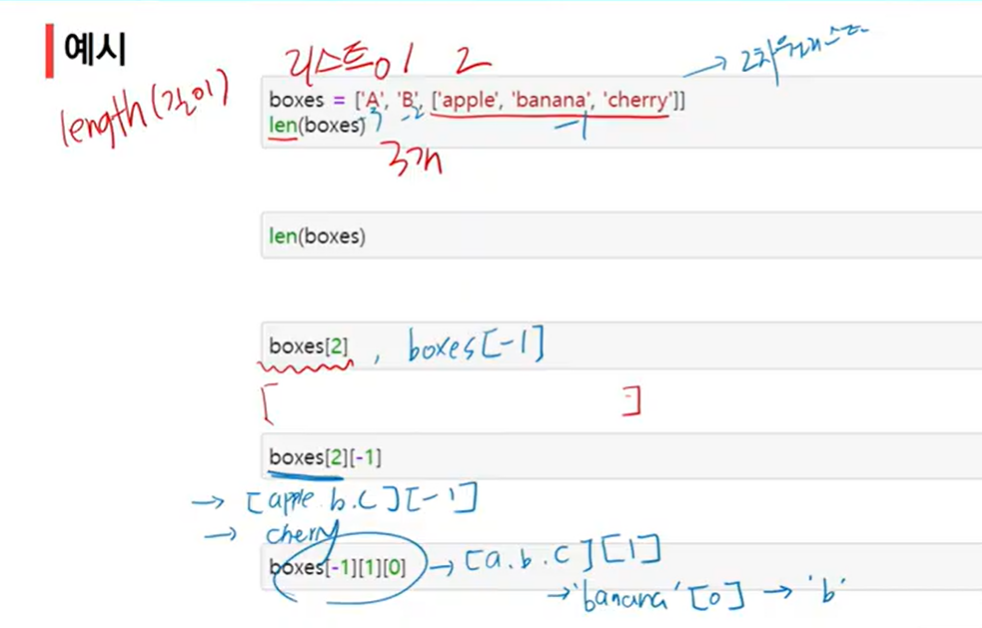 예시
리스트 0 1 2
→ 2차원리스트
length(길이)
boxes = ['A', 'B', ['apple', 'banana', 'cherry']]
-3 -2 -1
len(boxes)
3개
len(boxes)
boxes[2] , boxes[-1]
[ ]
boxes[2][-1]
→ [apple. b. c][-1]
→ cherry
boxes[-1][1][0] → [a. b. c][1]
→ 'banana'[0] → 'b'